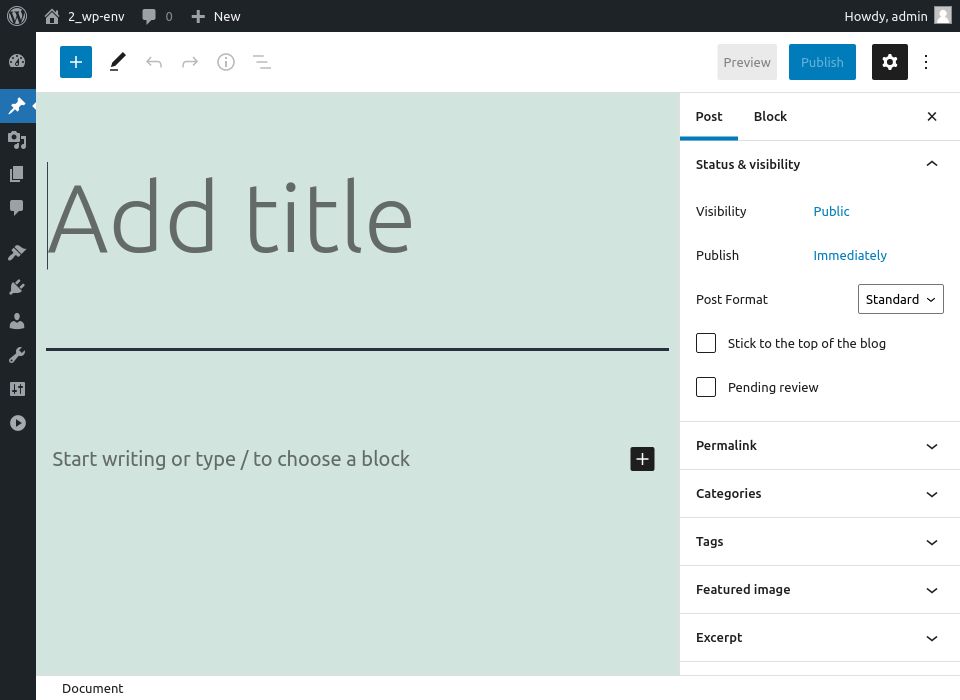 2_wp-env 0 New Howdy, admin
Preview Publish
Post Block
Add title
Start writing or type / to choose a block
Status & visibility
Visibility Public
Publish Immediately
Post Format Standard
Stick to the top of the blog
Pending review
Permalink
Categories
Tags
Featured image
Excerpt
Document